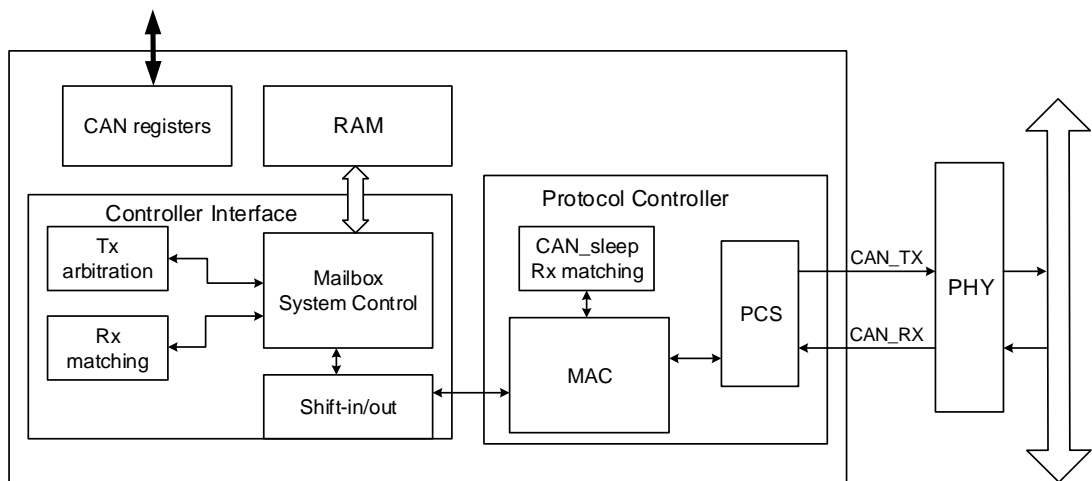 CAN registers
RAM
Controller Interface
Tx
arbitration
Rx
matching
Mailbox
System Control
Shift-in/out
Protocol Controller
CAN_sleep
Rx matching
MAC
PCS
CAN_TX
CAN_RX
PHY